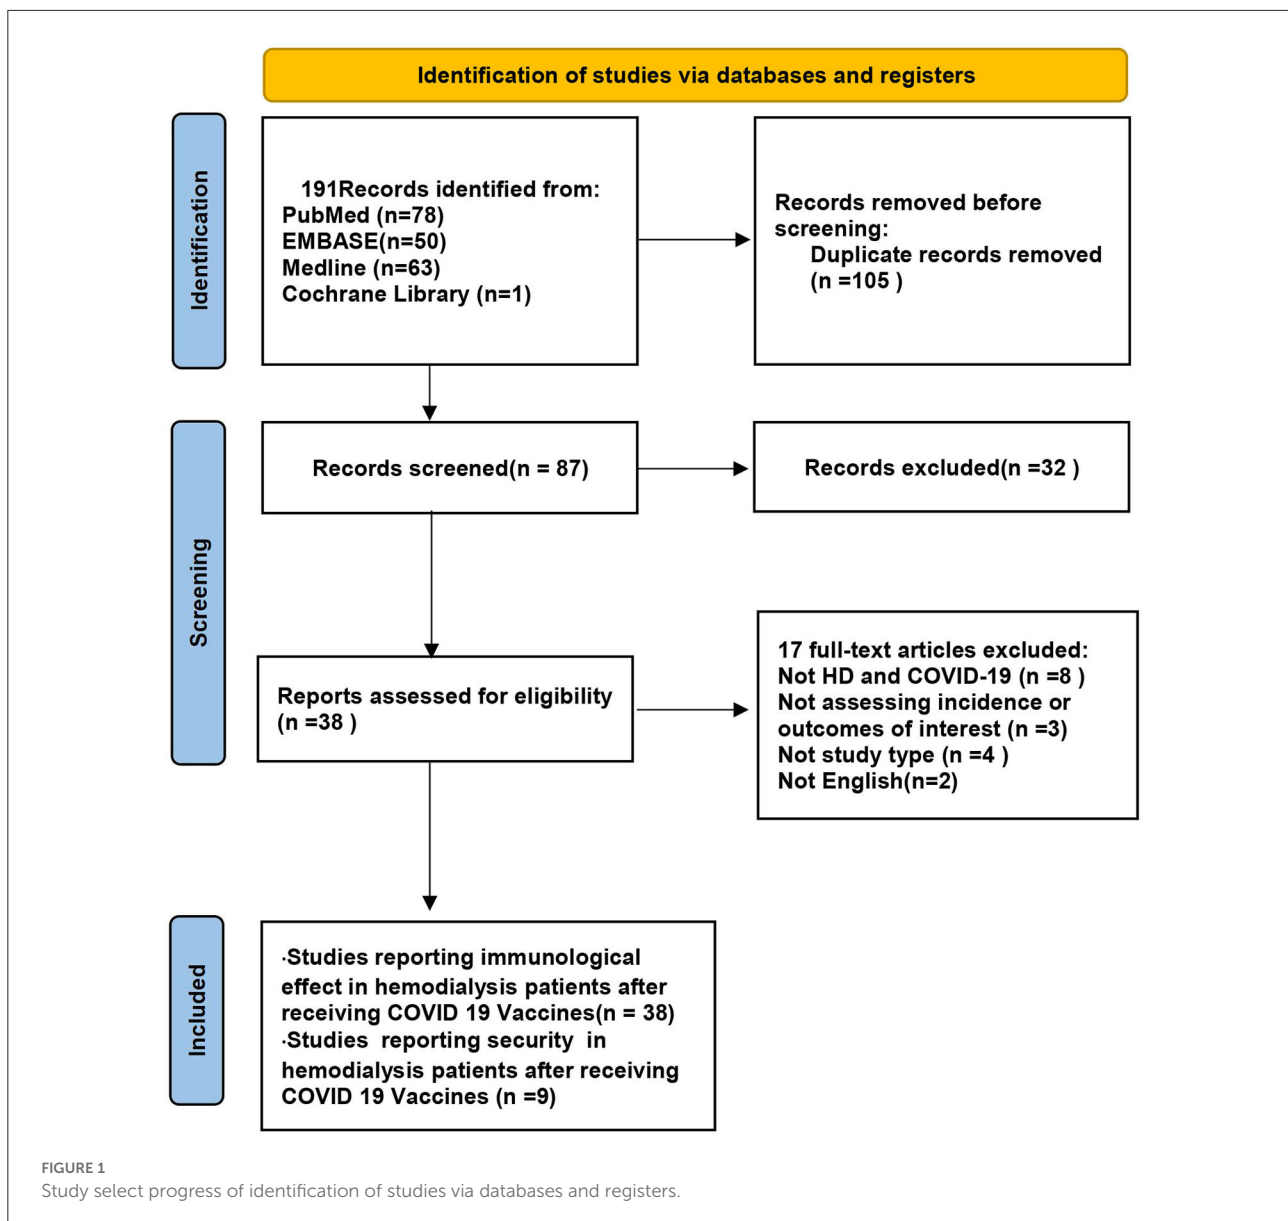 Identification of studies via databases and registers
Identification
191Records identified from:
PubMed (n=78)
EMBASE(n=50)
Medline (n=63)
Cochrane Library (n=1)
Records removed before
screening:
Duplicate records removed
(n =105 )
Screening
Records screened(n = 87)
Records excluded(n =32 )
Reports assessed for eligibility
(n =38 )
17 full-text articles excluded:
Not HD and COVID-19 (n =8 )
Not assessing incidence or
outcomes of interest (n =3)
Not study type (n =4 )
Not English(n=2)
Included
·Studies reporting immunological
effect in hemodialysis patients after
receiving COVID 19 Vaccines(n = 38)
·Studies reporting security in
hemodialysis patients after receiving
COVID 19 Vaccines (n =9)
FIGURE 1
Study select progress of identification of studies via databases and registers.